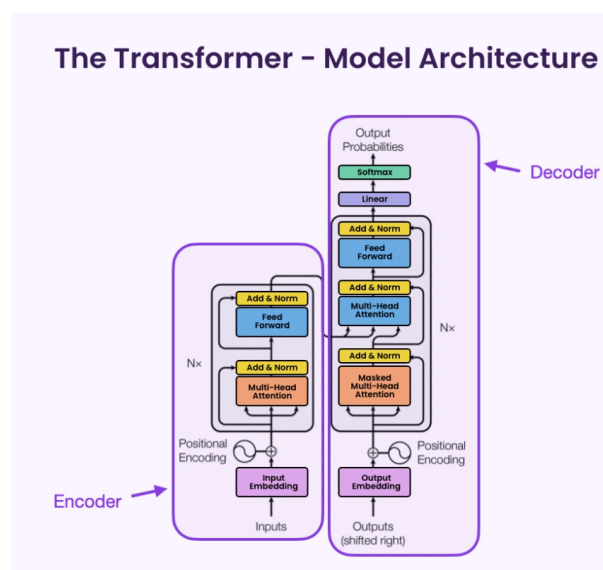 The Transformer - Model Architecture
Output
Probabilities
Softmax
Linear
Add & Norm
Feed
Forward
Add & Norm
Multi-Head
Attention
Add & Norm
Masked
Multi-Head
Attention
Nx
Positional
Encoding
Output
Embedding
Outputs
(shifted right)
Decoder
Add & Norm
Feed
Forward
Add & Norm
Multi-Head
Attention
Nx
Positional
Encoding
Input
Embedding
Inputs
Encoder